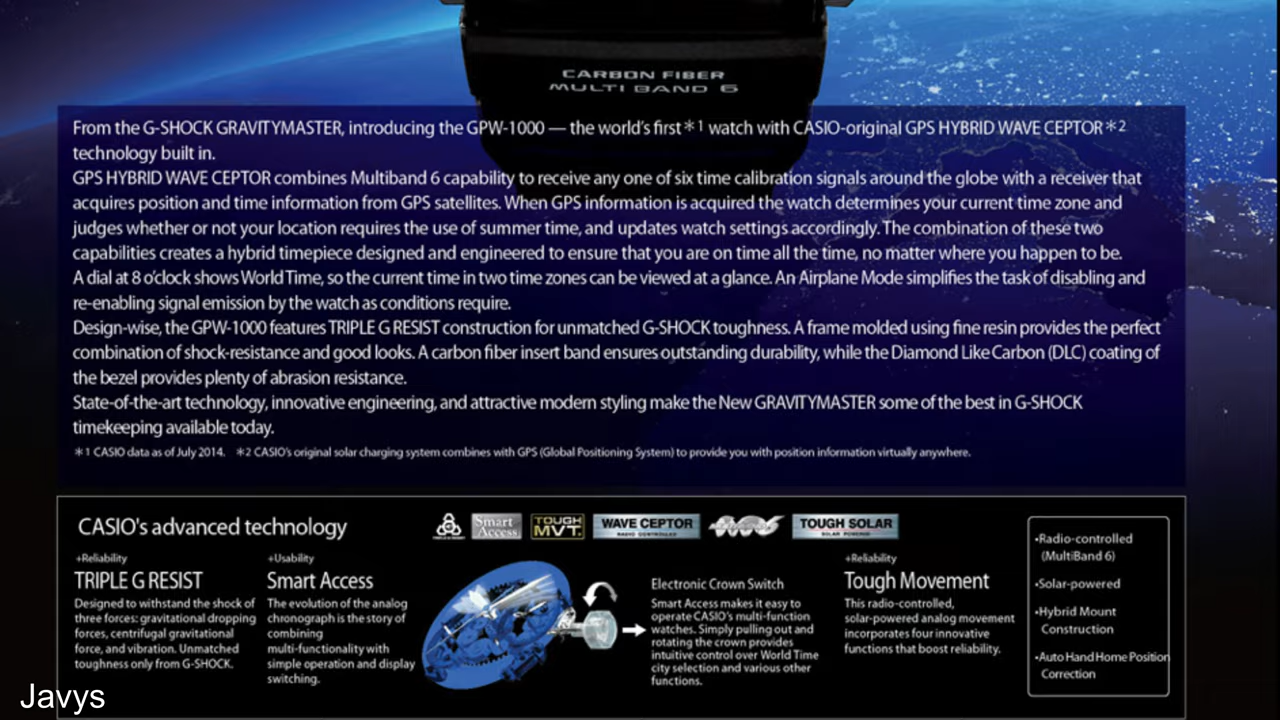 CARBON FIBER
MULTI BAND 6
From the G-SHOCK GRAVITYMASTER, introducing the GPW-1000 — the world's first＊1 watch with CASIO-original GPS HYBRID WAVE CEPTOR＊2
technology built in.
GPS HYBRID WAVE CEPTOR combines Multiband 6 capability to receive any one of six time calibration signals around the globe with a receiver that
acquires position and time information from GPS satellites. When GPS information is acquired the watch determines your current time zone and
judges whether or not your location requires the use of summer time, and updates watch settings accordingly. The combination of these two
capabilities creates a hybrid timepiece designed and engineered to ensure that you are on time all the time, no matter where you happen to be.
A dial at 8 o'clock shows World Time, so the current time in two time zones can be viewed at a glance. An Airplane Mode simplifies the task of disabling and
re-enabling signal emission by the watch as conditions require.
Design-wise, the GPW-1000 features TRIPLE G RESIST construction for unmatched G-SHOCK toughness. A frame molded using fine resin provides the perfect
combination of shock-resistance and good looks. A carbon fiber insert band ensures outstanding durability, while the Diamond Like Carbon (DLC) coating of
the bezel provides plenty of abrasion resistance.
State-of-the-art technology, innovative engineering, and attractive modern styling make the New GRAVITYMASTER some of the best in G-SHOCK
timekeeping available today.
＊1 CASIO data as of July 2014. ＊2 CASIO's original solar charging system combines with GPS (Global Positioning System) to provide you with position information virtually anywhere.
CASIO's advanced technology
TRIPLE G RESIST
Smart
Access
TOUGH
MVT.
WAVE CEPTOR
RADIO CONTROLLED
TOUGH SOLAR
SOLAR POWERED
+Reliability
TRIPLE G RESIST
Designed to withstand the shock of
three forces: gravitational dropping
forces, centrifugal gravitational
force, and vibration. Unmatched
toughness only from G-SHOCK.
+Usability
Smart Access
The evolution of the analog
chronograph is the story of
combining
multi-functionality with
simple operation and display
switching.
Electronic Crown Switch
Smart Access makes it easy to
operate CASIO's multi-function
watches. Simply pulling out and
rotating the crown provides
intuitive control over World Time
city selection and various other
functions.
+Reliability
Tough Movement
This radio-controlled,
solar-powered analog movement
incorporates four innovative
functions that boost reliability.
•Radio-controlled
(MultiBand 6)
•Solar-powered
•Hybrid Mount
Construction
•Auto Hand Home Position
Correction
Javys